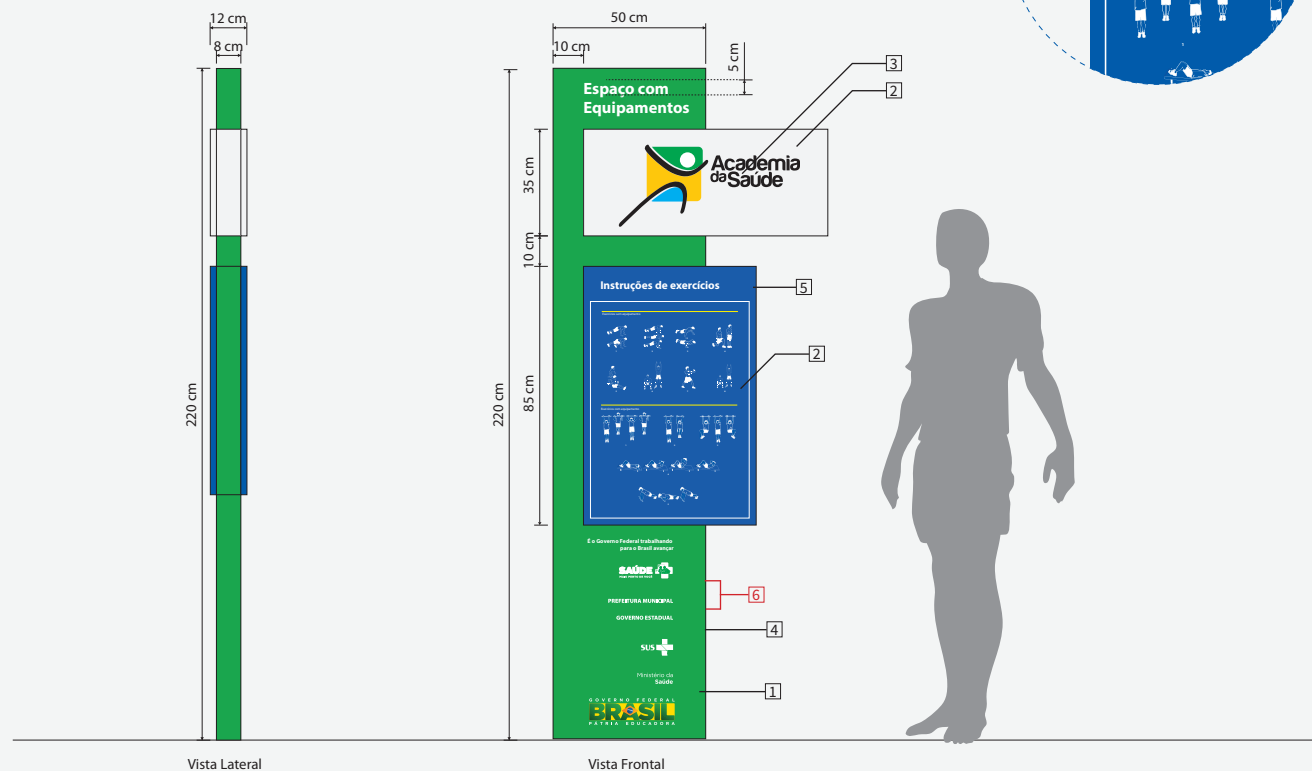 12 cm
8 cm
50 cm
10 cm
5 cm
3
2
Espaço com
Equipamentos
35 cm
Academia
da Saúde
10 cm
Instruções de exercícios
5
2
220 cm
220 cm
85 cm
É o Governo Federal trabalhando
para o Brasil avançar
SAÚDE
PREFEITURA MUNICIPAL
6
GOVERNO ESTADUAL
4
SUS
Ministério da
Saúde
1
GOVERNO FEDERAL
BRASIL
PÁTRIA EDUCADORA
Vista Lateral
Vista Frontal